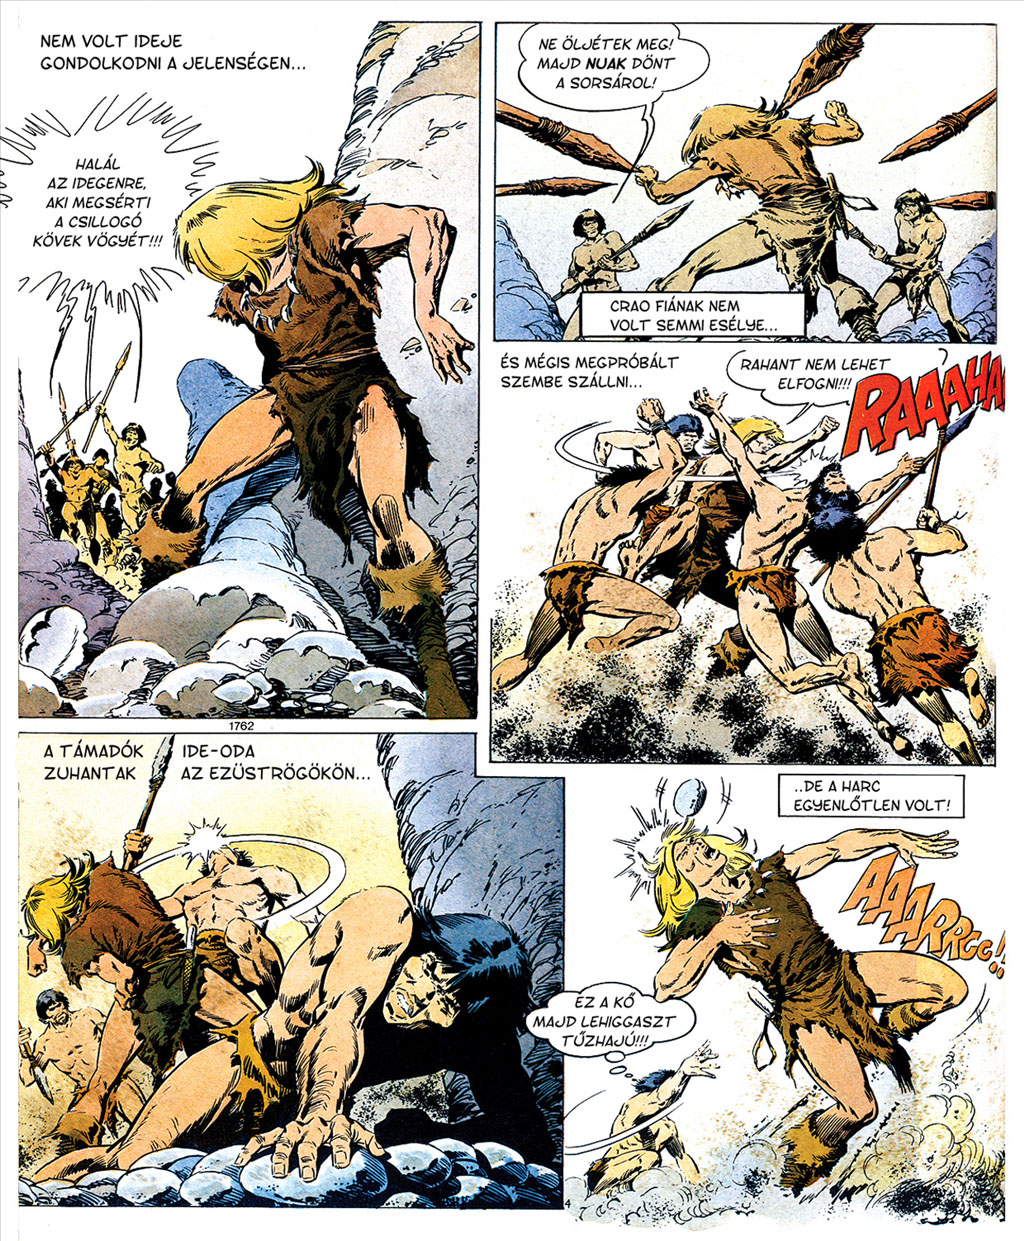 NEM VOLT IDEJE
GONDOLKODNI A JELENSÉGEN...
HALÁL
AZ IDEGENRE,
AKI MEGSÉRTI
A CSILLOGÓ
KÖVEK VÖGYÉT!!!
NE ÖLJÉTEK MEG!
MAJD NUAK DÖNT
A SORSÁROL!
CRAO FIÁNAK NEM
VOLT SEMMI ESÉLYE...
ÉS MÉGIS MEGPRÓBÁLT
SZEMBE SZÁLLNI...
RAHANT NEM LEHET
ELFOGNI!!!
RAAAHA
1762
A TÁMADÓK IDE-ODA
ZUHANTAK AZ EZÜSTRÖGÖKÖN...
..DE A HARC
EGYENLŐTLEN VOLT!
AAARRGG!!
EZ A KŐ
MAJD LEHIGGASZT
TŰZHAJÚ!!!
4